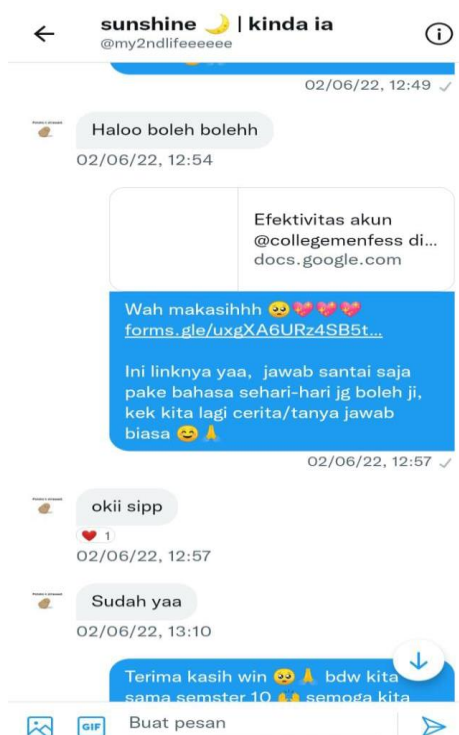 sunshine 🌙 | kinda ia
@my2ndlifeeeeee
02/06/22, 12:49 ✓
Haloo boleh bolehh
02/06/22, 12:54
Efektivitas akun
@collegemenfess di...
docs.google.com
Wah makasihhh 🥺💖💖💖
forms.gle/uxgXA6URz4SB5t...
Ini linknya yaa, jawab santai saja
pake bahasa sehari-hari jg boleh ji,
kek kita lagi cerita/tanya jawab
biasa 😊🙏
02/06/22, 12:57 ✓
okii sipp
❤️ 1
02/06/22, 12:57
Sudah yaa
02/06/22, 13:10
Terima kasih win 🥺🙏 bdw kita
sama semster 10 🙌 semoga kita
GIF
Buat pesan